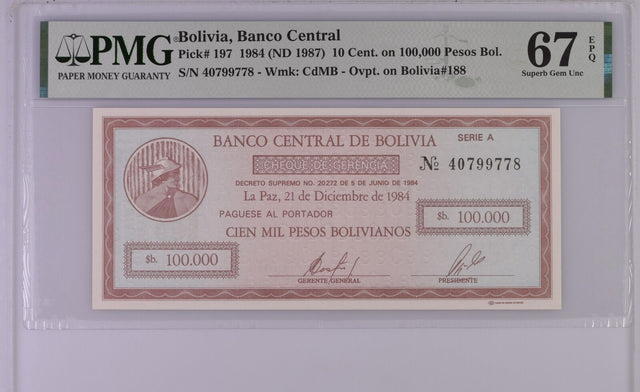 PMG®
PAPER MONEY GUARANTY
Bolivia, Banco Central
Pick# 197 1984 (ND 1987) 10 Cent. on 100,000 Pesos Bol.
S/N 40799778 - Wmk: CdMB - Ovpt. on Bolivia#188
67
EPQ
Superb Gem Unc
BANCO CENTRAL DE BOLIVIA
SERIE A
CHEQUE DE GERENCIA
No 40799778
DECRETO SUPREMO NO. 20272 DE 5 DE JUNIO DE 1984
La Paz, 21 de Diciembre de 1984
PAGUESE AL PORTADOR
$b. 100.000
CIEN MIL PESOS BOLIVIANOS
$b. 100.000
GERENTE GENERAL
PRESIDENTE